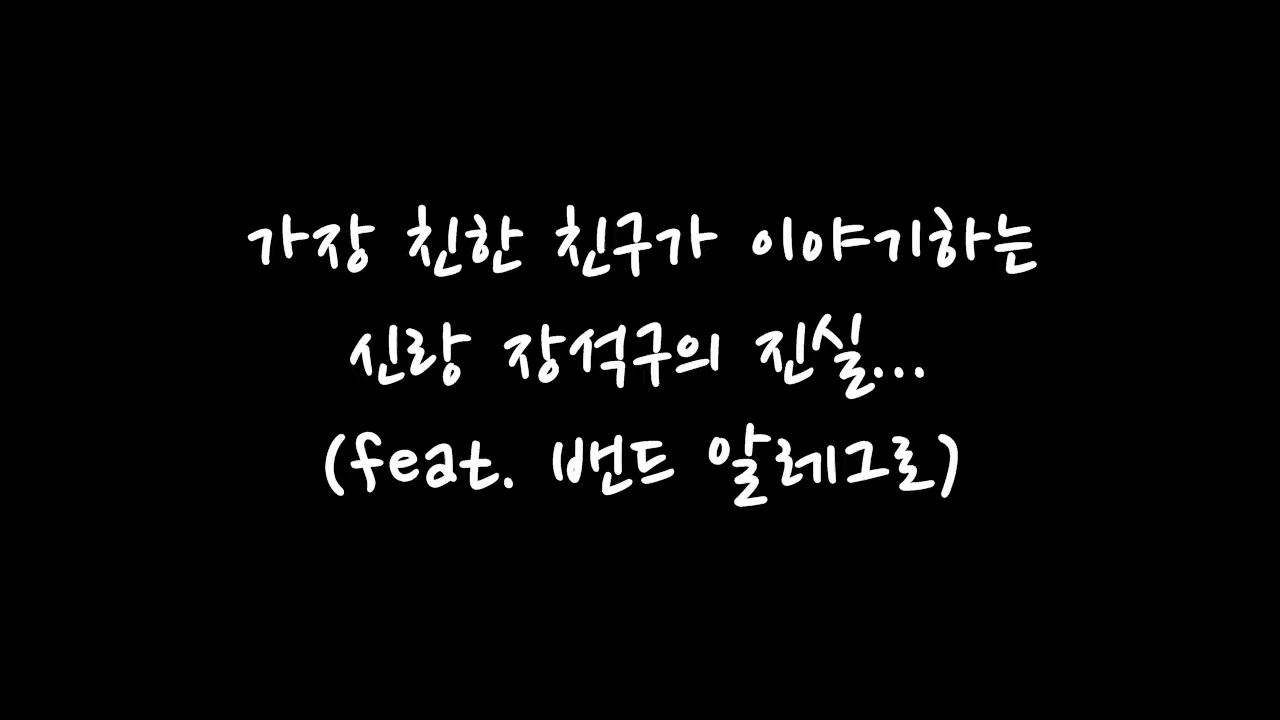 가장 친한 친구가 이야기하는
신랑 장석구의 진실...
(feat. 밴드 알레그로)